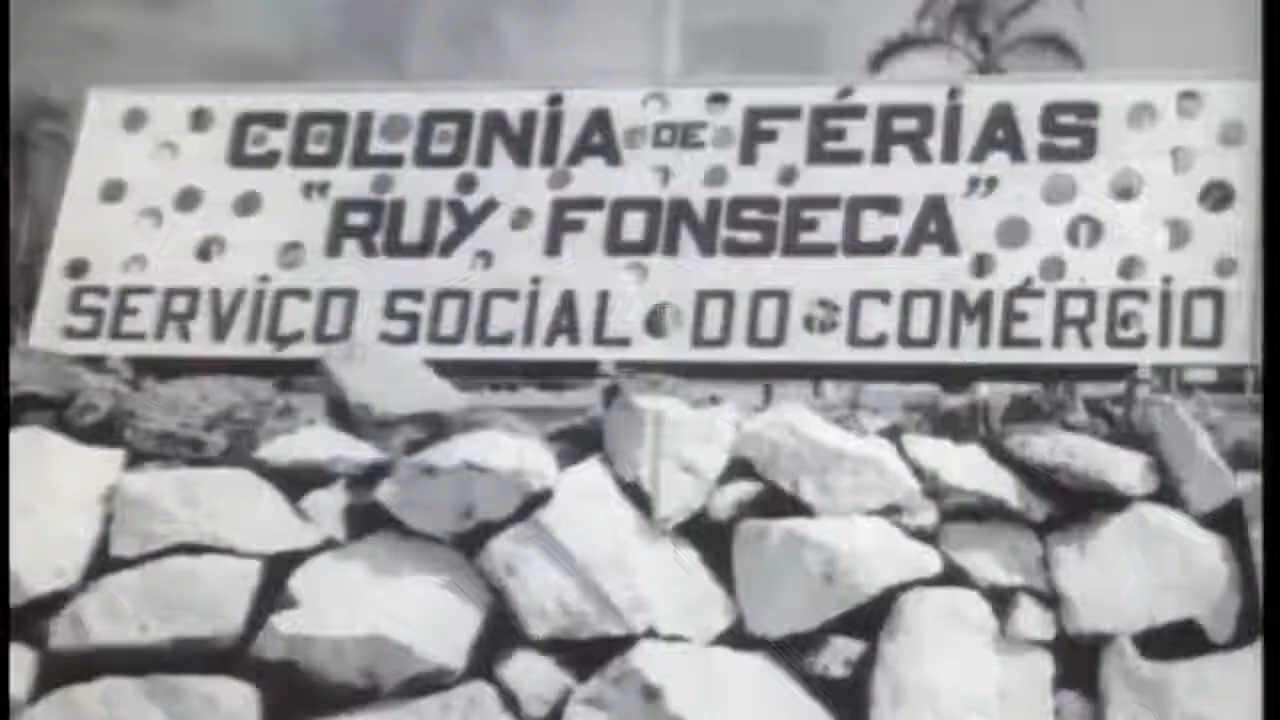 COLONIA DE FÉRIAS
"RUY FONSECA"
SERVIÇO SOCIAL DO COMÉRCIO